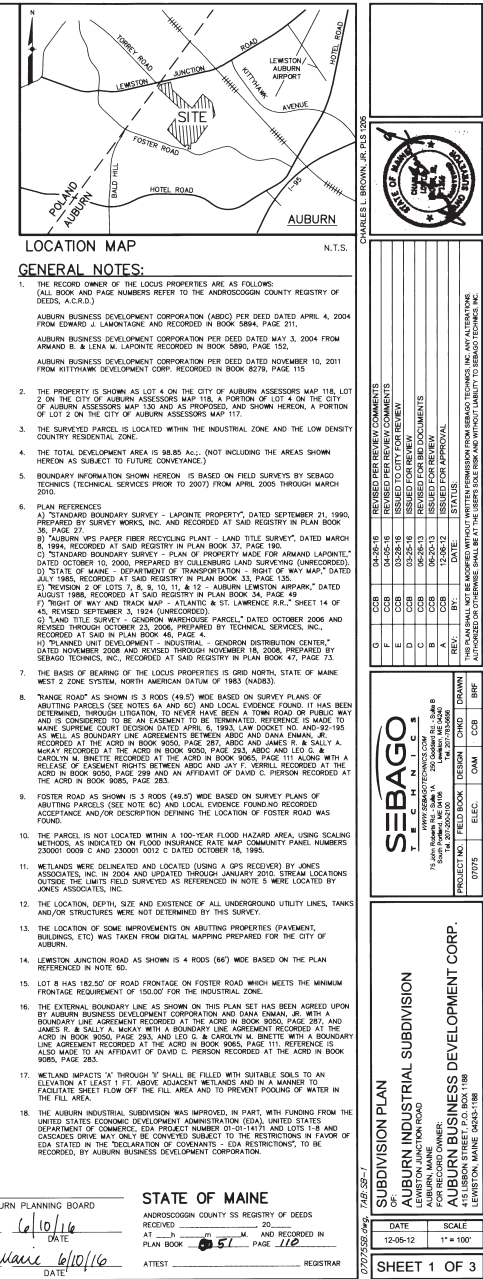 N
TORREY ROAD
LEWISTON JUNCTION ROAD
LEWISTON
AUBURN
AIRPORT
HOTEL ROAD
KITTYHAWK
AVENUE
SITE
FOSTER ROAD
BALD HILL
HOTEL ROAD
I-95
POLAND
AUBURN
AUBURN
LOCATION MAP
N.T.S.
GENERAL NOTES:
1. THE RECORD OWNER OF THE LOCUS PROPERTIES ARE AS FOLLOWS:
(ALL BOOK AND PAGE NUMBERS REFER TO THE ANDROSCOGGIN COUNTY REGISTRY OF
DEEDS, A.C.R.D.)
AUBURN BUSINESS DEVELOPMENT CORPORATION (ABDC) PER DEED DATED APRIL 4, 2004
FROM EDWARD J. LAMONTAGNE AND RECORDED IN BOOK 5894, PAGE 211,
AUBURN BUSINESS DEVELOPMENT CORPORATION PER DEED DATED MAY 3, 2004 FROM
ARMAND B. & LENA M. LAPONTE RECORDED IN BOOK 5890, PAGE 152,
AUBURN BUSINESS DEVELOPMENT CORPORATION PER DEED DATED NOVEMBER 10, 2011
FROM KITTYHAWK DEVELOPMENT CORP. RECORDED IN BOOK 8279, PAGE 115
2. THE PROPERTY IS SHOWN AS LOT 4 ON THE CITY OF AUBURN ASSESSORS MAP 118, LOT
2 ON THE CITY OF AUBURN ASSESSORS MAP 118, A PORTION OF LOT 4 ON THE CITY
OF AUBURN ASSESSORS MAP 130 AND AS PROPOSED, AND SHOWN HEREON, A PORTION
OF LOT 2 ON THE CITY OF AUBURN ASSESSORS MAP 117.
3. THE SURVEYED PARCEL IS LOCATED WITHIN THE INDUSTRIAL ZONE AND THE LOW DENSITY
COUNTRY RESIDENTIAL ZONE.
4. THE TOTAL DEVELOPMENT AREA IS 98.85 Ac.;. (NOT INCLUDING THE AREAS SHOWN
HEREON AS SUBJECT TO FUTURE CONVEYANCE.)
5. BOUNDARY INFORMATION SHOWN HEREON IS BASED ON FIELD SURVEYS BY SEBAGO
TECHNICS (TECHNICAL SERVICES PRIOR TO 2007) FROM APRIL 2005 THROUGH MARCH
2010.
6. PLAN REFERENCES
A) "STANDARD BOUNDARY SURVEY - LAPOINTE PROPERTY", DATED SEPTEMBER 21, 1990,
PREPARED BY SURVEY WORKS, INC. AND RECORDED AT SAID REGISTRY IN PLAN BOOK
36, PAGE 27.
B) "AUBURN VPS PAPER FIBER RECYCLING PLANT - LAND TITLE SURVEY", DATED MARCH
8, 1994, RECORDED AT SAID REGISTRY IN PLAN BOOK 37, PAGE 190.
C) "STANDARD BOUNDARY SURVEY - PLAN OF PROPERTY MADE FOR ARMAND LAPOINTE,"
DATED OCTOBER 10, 2000, PREPARED BY CULLENBURG LAND SURVEYING (UNRECORDED).
D) "STATE OF MAINE - DEPARTMENT OF TRANSPORTATION - RIGHT OF WAY MAP," DATED
JULY 1985, RECORDED AT SAID REGISTRY IN PLAN BOOK 33, PAGE 135.
E) "REVISION 2 OF LOTS 7, 8, 9, 10, 11, & 12 - AUBURN LEWISTON AIRPARK," DATED
AUGUST 1988, RECORDED AT SAID REGISTRY IN PLAN BOOK 34, PAGE 49
F) "RIGHT OF WAY AND TRACK MAP - ATLANTIC & ST. LAWRENCE R.R.," SHEET 14 OF
45, REVISED SEPTEMBER 3, 1924 (UNRECORDED).
G) "LAND TITLE SURVEY - GENDRON WAREHOUSE PARCEL," DATED OCTOBER 2006 AND
REVISED THROUGH OCTOBER 23, 2006, PREPARED BY TECHNICAL SERVICES, INC.,
RECORDED AT SAID IN PLAN BOOK 46, PAGE 4.
H) "PLANNED UNIT DEVELOPMENT - INDUSTRIAL - GENDRON DISTRIBUTION CENTER,"
DATED NOVEMBER 2008 AND REVISED THROUGH NOVEMBER 18, 2008, PREPARED BY
SEBAGO TECHNICS, INC., RECORDED AT SAID REGISTRY IN PLAN BOOK 47, PAGE 73.
7. THE BASIS OF BEARING OF THE LOCUS PROPERTIES IS GRID NORTH, STATE OF MAINE
WEST 2 ZONE SYSTEM, NORTH AMERICAN DATUM OF 1983 (NAD83).
8. "RANGE ROAD" AS SHOWN IS 3 RODS (49.5') WIDE BASED ON SURVEY PLANS OF
ABUTTING PARCELS (SEE NOTES 6A AND 6C) AND LOCAL EVIDENCE FOUND. IT HAS BEEN
DETERMINED, THROUGH LITIGATION, TO NEVER HAVE BEEN A TOWN ROAD OR PUBLIC WAY
AND IS CONSIDERED TO BE AN EASEMENT TO BE TERMINATED. REFERENCE IS MADE TO
MAINE SUPREME COURT DECISION DATED APRIL 6, 1993, LAW DOCKET NO. AND-92-195
AS WELL BOUNDARY LINE AGREEMENTS BETWEEN ABDC AND DANA ENMAN, JR.
RECORDED AT THE ACRD IN BOOK 9050, PAGE 287, ABDC AND JAMES R. & SALLY A.
McKAY RECORDED AT THE ACRD IN BOOK 9050, PAGE 293, ABDC AND LEO G. &
CAROLYN M. BINETTE RECORDED AT THE ACRD IN BOOK 9065, PAGE 111 ALONG WITH A
RELEASE OF EASEMENT RIGHTS BETWEEN ABDC AND JAY F. VERRILL RECORDED AT THE
ACRD IN BOOK 9050, PAGE 299 AND AN AFFIDAVIT OF DAVID C. PIERSON RECORDED AT
THE ACRD IN BOOK 9085, PAGE 283.
9. FOSTER ROAD AS SHOWN IS 3 RODS (49.5') WIDE BASED ON SURVEY PLANS OF
ABUTTING PARCELS (SEE NOTE 6C) AND LOCAL EVIDENCE FOUND.NO RECORDED
ACCEPTANCE AND/OR DESCRIPTION DEFINING THE LOCATION OF FOSTER ROAD WAS
FOUND.
10. THE PARCEL IS NOT LOCATED WITHIN A 100-YEAR FLOOD HAZARD AREA, USING SCALING
METHODS, AS INDICATED ON FLOOD INSURANCE RATE MAP COMMUNITY PANEL NUMBERS
230001 0009 C AND 230001 0012 C DATED OCTOBER 18, 1995.
11. WETLANDS WERE DELINEATED AND LOCATED (USING A GPS RECEIVER) BY JONES
ASSOCIATES, INC. IN 2004 AND UPDATED THROUGH JANUARY 2010. STREAM LOCATIONS
OUTSIDE THE LIMITS FIELD SURVEYED AS REFERENCED IN NOTE 5 WERE LOCATED BY
JONES ASSOCIATES, INC.
12. THE LOCATION, DEPTH, SIZE AND EXISTENCE OF ALL UNDERGROUND UTILITY LINES, TANKS
AND/OR STRUCTURES WERE NOT DETERMINED BY THIS SURVEY.
13. THE LOCATION OF SOME IMPROVEMENTS ON ABUTTING PROPERTIES (PAVEMENT,
BUILDINGS, ETC) WAS TAKEN FROM DIGITAL MAPPING PREPARED FOR THE CITY OF
AUBURN.
14. LEWISTON JUNCTION ROAD AS SHOWN IS 4 RODS (66') WIDE BASED ON THE PLAN
REFERENCED IN NOTE 6D.
15. LOT 8 HAS 182.50' OF ROAD FRONTAGE ON FOSTER ROAD WHICH MEETS THE MINIMUM
FRONTAGE REQUIREMENT OF 150.00' FOR THE INDUSTRIAL ZONE.
16. THE EXTERNAL BOUNDARY LINE AS SHOWN ON THIS PLAN SET HAS BEEN AGREED UPON
BY AUBURN BUSINESS DEVELOPMENT CORPORATION AND DANA ENMAN, JR. WITH A
BOUNDARY LINE AGREEMENT RECORDED AT THE ACRD IN BOOK 9050, PAGE 287, AND
JAMES R. & SALLY A. McKAY WITH A BOUNDARY LINE AGREEMENT RECORDED AT THE
ACRD IN BOOK 9050, PAGE 293, AND LEO G. & CAROLYN M. BINETTE WITH A BOUNDARY
LINE AGREEMENT RECORDED AT THE ACRD IN BOOK 9065, PAGE 111. REFERENCE IS
ALSO MADE TO AN AFFIDAVIT OF DAVID C. PIERSON RECORDED AT THE ACRD IN BOOK
9085, PAGE 283.
17. WETLAND IMPACTS 'A' THROUGH 'II' SHALL BE FILLED WITH SUITABLE SOILS TO AN
ELEVATION AT LEAST 1 FT. ABOVE ADJACENT WETLANDS AND IN A MANNER TO
FACILITATE SHEET FLOW OFF THE FILL AREA AND TO PREVENT POOLING OF WATER IN
THE FILL AREA.
18. THE AUBURN INDUSTRIAL SUBDIVISION WAS IMPROVED, IN PART, WITH FUNDING FROM THE
UNITED STATES ECONOMIC DEVELOPMENT ADMINISTRATION (EDA), UNITED STATES
DEPARTMENT OF COMMERCE, EDA PROJECT NUMBER 01-01-14171 AND LOTS 1-8 AND
CASCADES DRIVE MAY ONLY BE CONVEYED SUBJECT TO THE RESTRICTIONS IN FAVOR OF
EDA STATED IN THE "DECLARATION OF COVENANTS - EDA RESTRICTIONS", TO BE
RECORDED, BY AUBURN BUSINESS DEVELOPMENT CORPORATION.
URN PLANNING BOARD
6/10/16
DATE
6/10/16
DATE
STATE OF MAINE
ANDROSCOGGIN COUNTY SS REGISTRY OF DEEDS
RECEIVED 20
AT h m M. AND RECORDED IN
PLAN BOOK 51 PAGE 110
ATTEST REGISTRAR
CHARLES L. BROWN, JR. PLS 1206
STATE OF MAINE
G CCB 04-26-16 REVISED PER REVIEW COMMENTS
F CCB 04-05-16 REVISED PER REVIEW COMMENTS
E CCB 03-28-16 ISSUED TO CITY FOR REVIEW
D CCB 03-25-16 ISSUED FOR REVIEW
C CCB 06-26-13 REVISED FOR BID DOCUMENTS
B CCB 06-20-13 ISSUED FOR REVIEW
A CCB 12-06-12 ISSUED FOR APPROVAL
REV: BY: DATE: STATUS:
THIS PLAN SHALL NOT BE MODIFIED WITHOUT WRITTEN PERMISSION FROM SEBAGO TECHNICS, INC. ANY ALTERATIONS,
AUTHORIZED OR OTHERWISE, SHALL BE AT THE USER'S SOLE RISK AND WITHOUT LIABILITY TO SEBAGO TECHNICS, INC.
SEBAGO
TECHNICS
WWW.SEBAGOTECHNICS.COM
75 John Roberts Rd. - Suite 1A
South Portland, ME 04106
Tel. 207-200-2100
250 Goddard Rd. - Suite B
Lewiston, ME 04240
Tel. 207-783-5656
PROJECT NO. FIELD BOOK DESIGN CHKD DRAWN
07075 ELEC. OAM CCB BRF
SUBDIVISION PLAN
OF:
AUBURN INDUSTRIAL SUBDIVISION
LEWISTON JUNCTION ROAD
AUBURN, MAINE
FOR RECORD OWNER:
AUBURN BUSINESS DEVELOPMENT CORP.
415 LISBON STREET, P.O. BOX 1188
LEWISTON, MAINE 0243-1188
07075SB.dwg, TAB: SB-1
DATE SCALE
12-05-12 1" = 100'
SHEET 1 OF 3